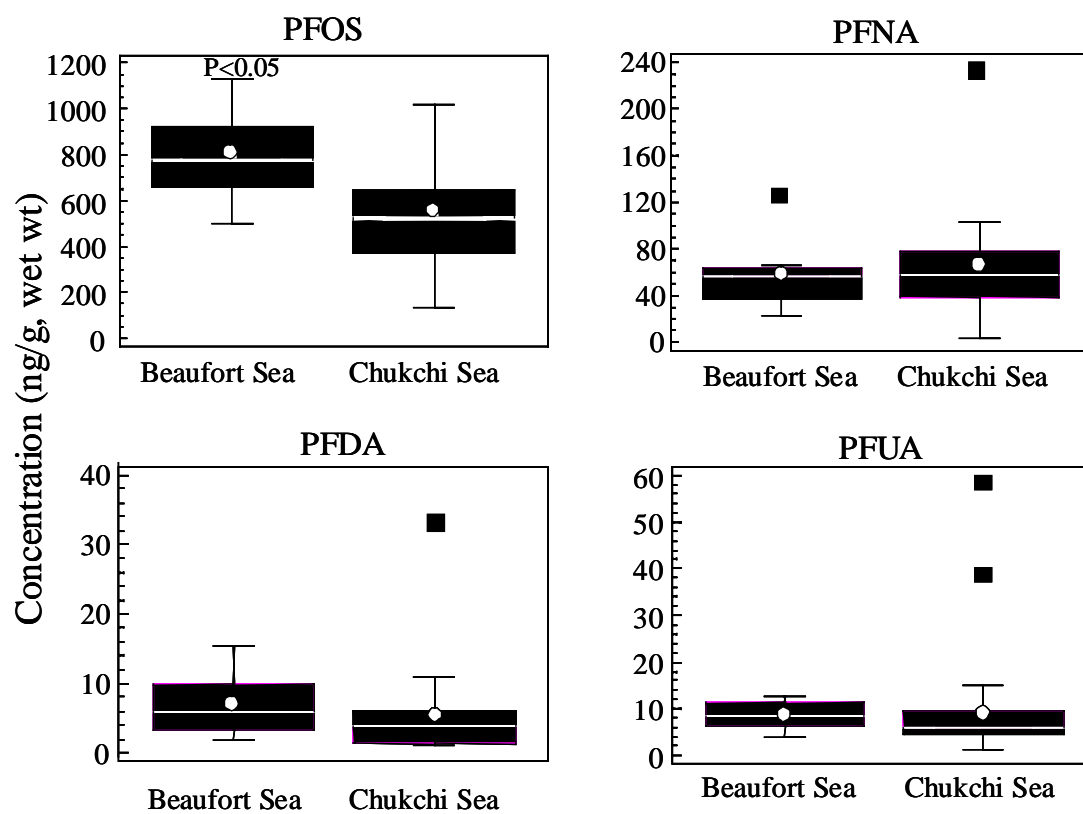 PFOS
PFNA
Concentration (ng/g, wet wt)
1200
1000
800
600
400
200
0
P<0.05
Beaufort Sea
Chukchi Sea
240
200
160
120
80
40
0
Beaufort Sea
Chukchi Sea
PFDA
PFUA
40
30
20
10
0
Beaufort Sea
Chukchi Sea
60
50
40
30
20
10
0
Beaufort Sea
Chukchi Sea